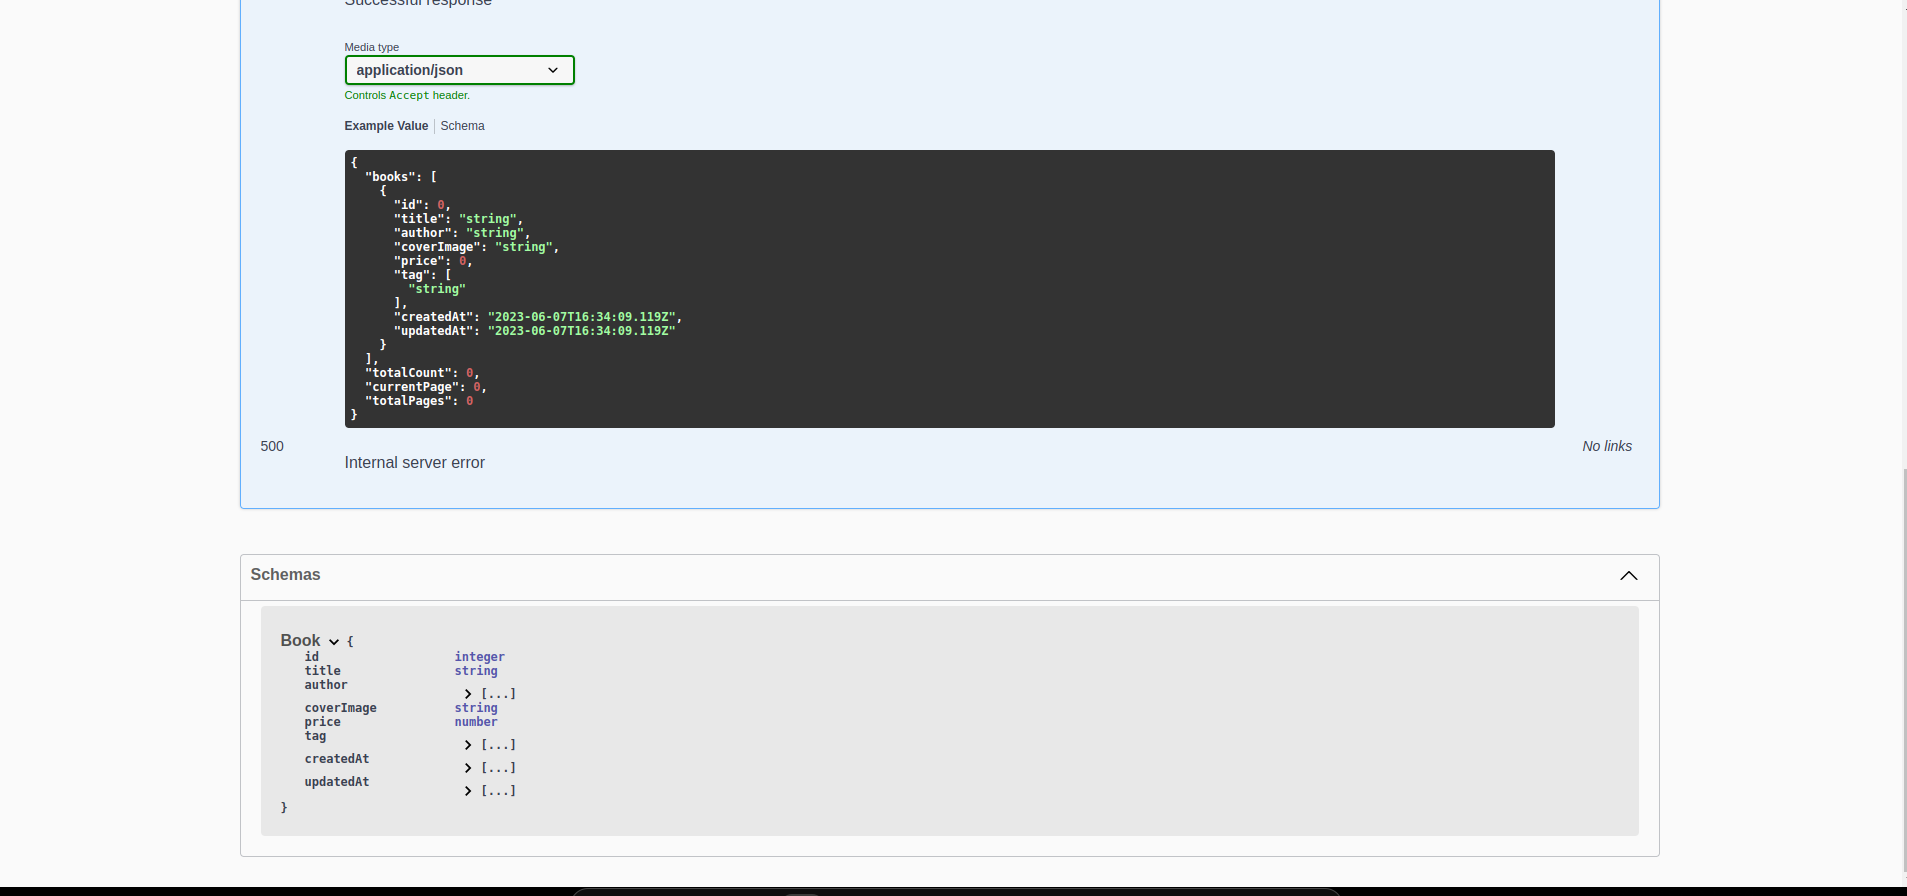 Successful response
Media type
application/json
Controls Accept header.
Example Value Schema
{
"books": [
{
"id": 0,
"title": "string",
"author": "string",
"coverImage": "string",
"price": 0,
"tag": [
"string"
],
"createdAt": "2023-06-07T16:34:09.119Z",
"updatedAt": "2023-06-07T16:34:09.119Z"
}
],
"totalCount": 0,
"currentPage": 0,
"totalPages": 0
}
500 No links
Internal server error
Schemas
Book {
id integer
title string
author [...]
coverImage string
price number
tag [...]
createdAt [...]
updatedAt [...]
}